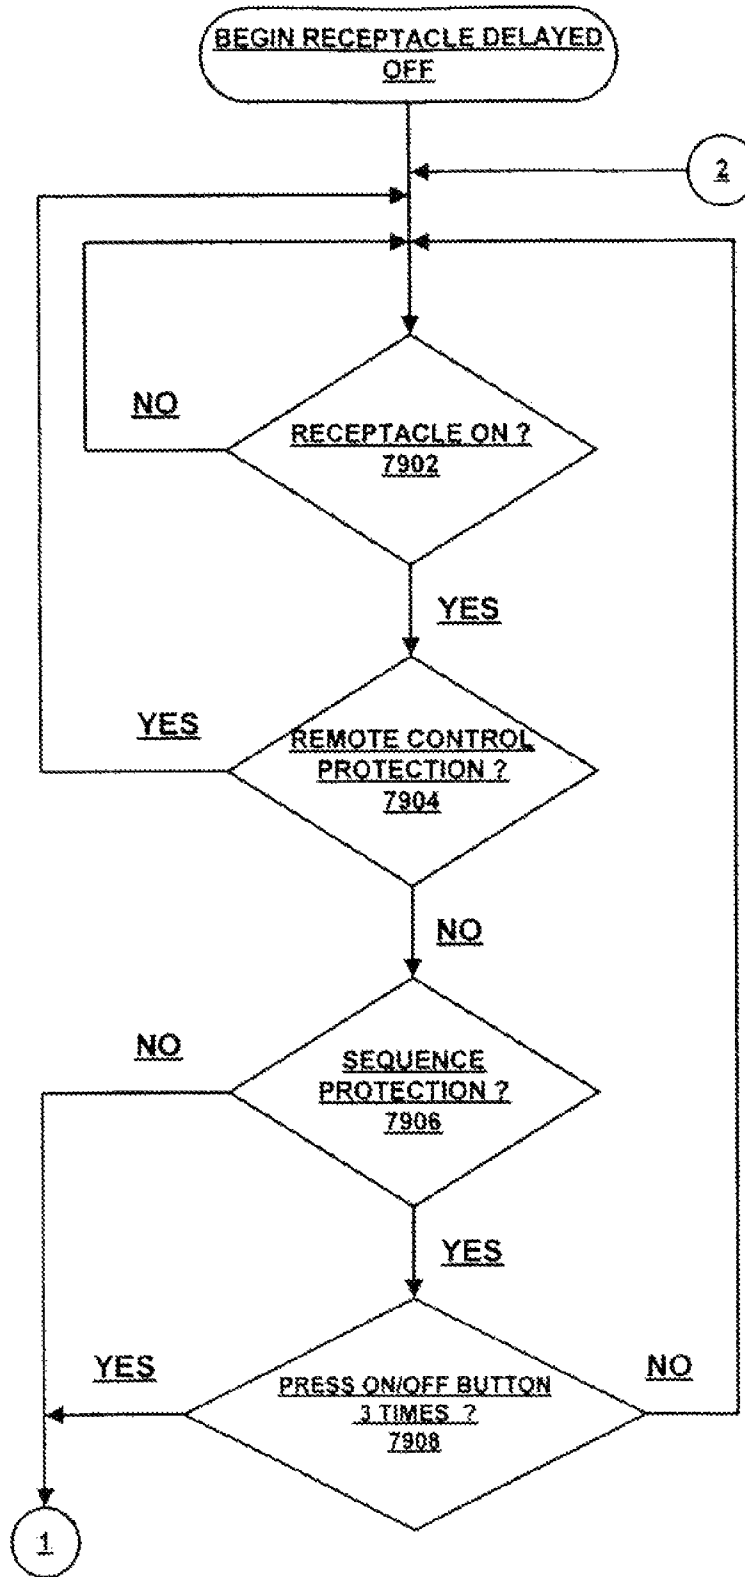 BEGIN RECEPTACLE DELAYED
OFF
2
NO
RECEPTACLE ON ?
7902
YES
YES
REMOTE CONTROL
PROTECTION ?
7904
NO
NO
SEQUENCE
PROTECTION ?
7906
YES
YES
NO
PRESS ON/OFF BUTTON
3 TIMES ?
7908
1